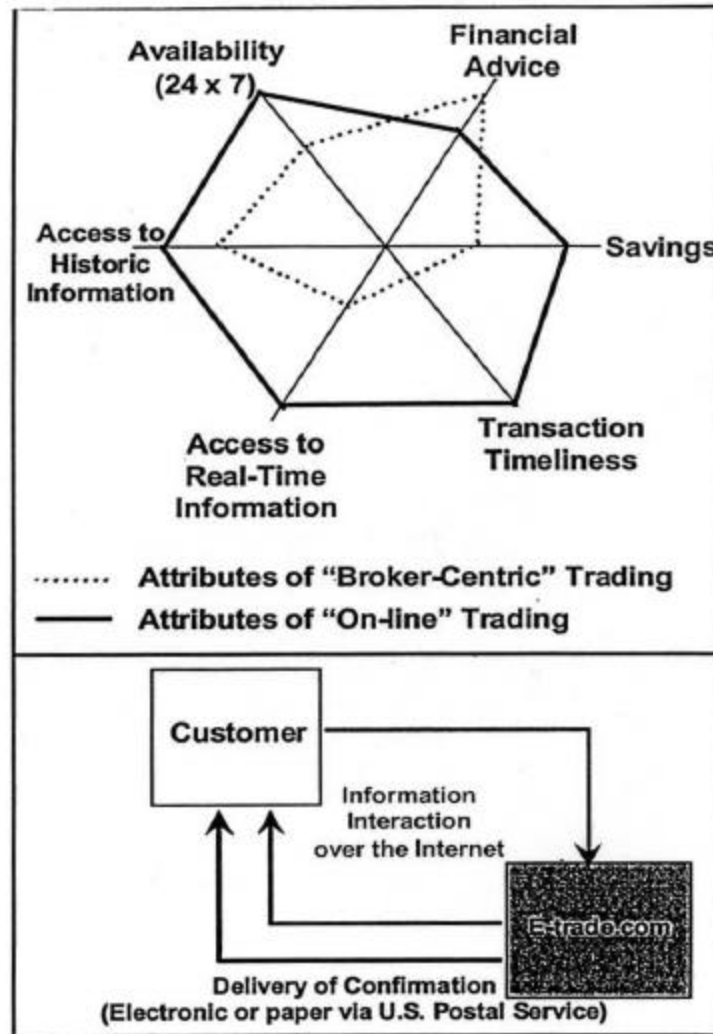 Availability
(24 x 7)
Financial
Advice
Access to
Historic
Information
Savings
Access to
Real-Time
Information
Transaction
Timeliness
Attributes of “Broker-Centric” Trading
Attributes of “On-line” Trading
Customer
Information
Interaction
over the Internet
E-trade.com
Delivery of Confirmation
(Electronic or paper via U.S. Postal Service)